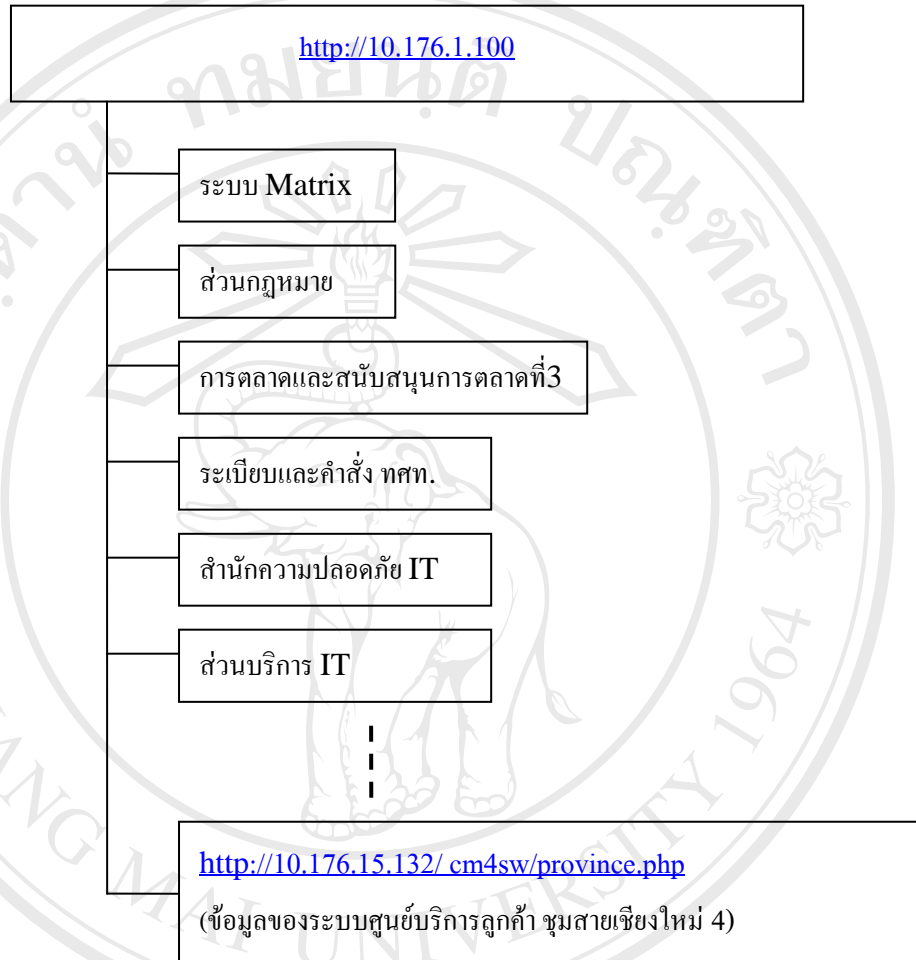 http://10.176.1.100
ระบบ Matrix
ส่วนกฎหมาย
การตลาดและสนับสนุนการตลาดที่3
ระเบียบและคำสั่ง ทศท.
สำนักความปลอดภัย IT
ส่วนบริการ IT
http://10.176.15.132/ cm4sw/province.php
(ข้อมูลของระบบศูนย์บริการลูกค้า ชุมสายเชียงใหม่ 4)